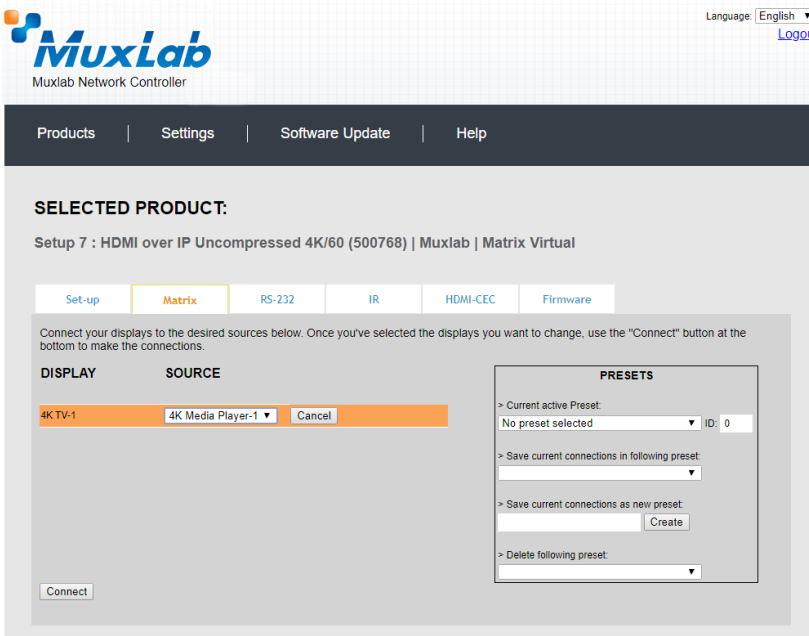 Language: English
Logou
MuxLab
Muxlab Network Controller
Products | Settings | Software Update | Help
SELECTED PRODUCT:
Setup 7 : HDMI over IP Uncompressed 4K/60 (500768) | Muxlab | Matrix Virtual
Set-up Matrix RS-232 IR HDMI-CEC Firmware
Connect your displays to the desired sources below. Once you've selected the displays you want to change, use the "Connect" button at the
bottom to make the connections.
DISPLAY SOURCE
4K TV-1 4K Media Player-1 Cancel
Connect
PRESETS
> Current active Preset:
No preset selected ID: 0
> Save current connections in following preset:
> Save current connections as new preset:
Create
> Delete following preset: